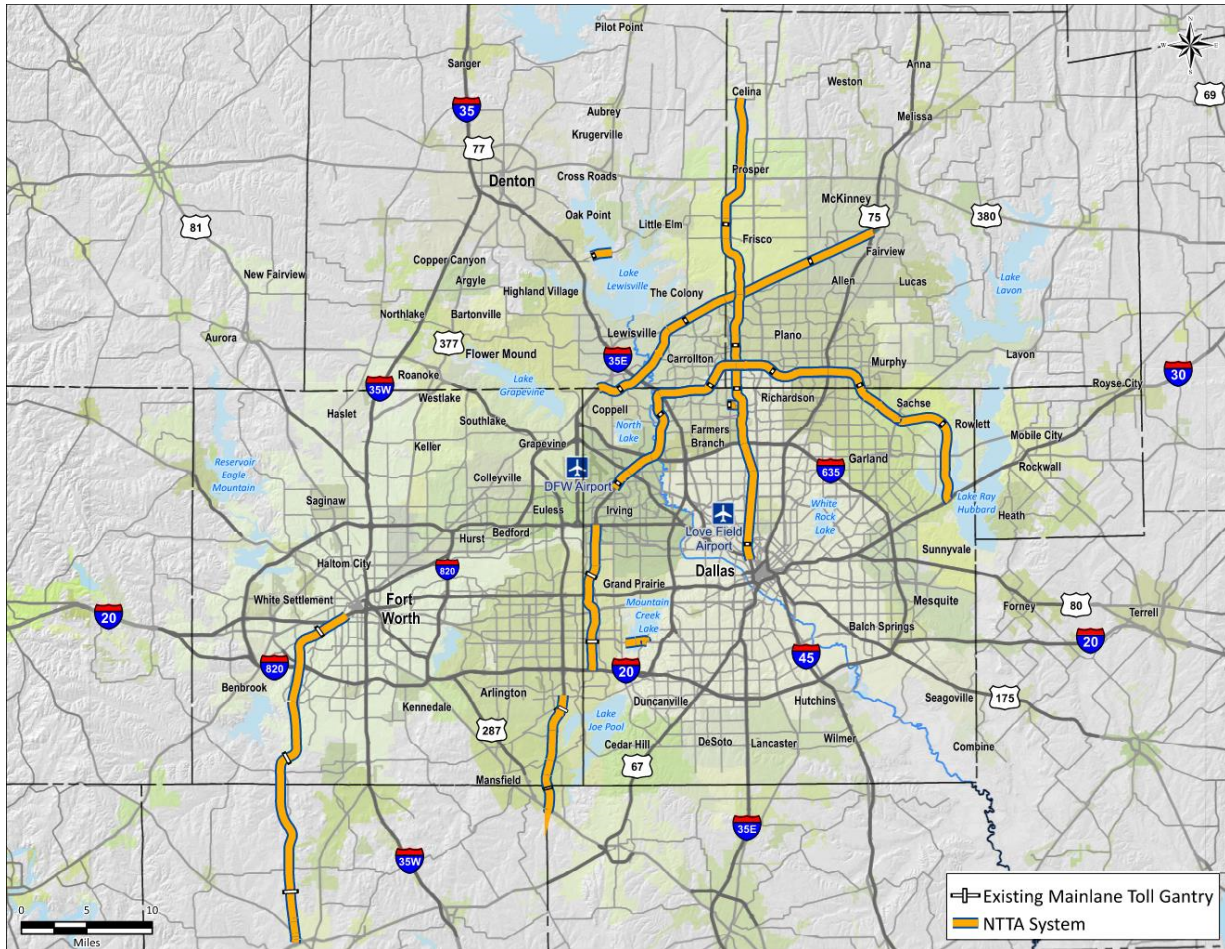 Pilot Point
N
W
E
S
Sanger
Anna
Weston
69
Celina
35
Aubrey
Melissa
Krugerville
77
Prosper
Cross Roads
Denton
McKinney
Oak Point
75
380
Little Elm
81
Frisco
Fairview
Copper Canyon
New Fairview
Lake
Lewisville
Lake
Lavon
Argyle
Allen
Lucas
Highland Village
The Colony
Northlake
Bartonville
Aurora
377
Lewisville
Plano
Flower Mound
35E
Carrollton
Murphy
Lavon
30
Roanoke
35W
Royse City
Westlake
Lake
Grapevine
Richardson
Sachse
Haslet
Coppell
Southlake
North
Lake
Farmers
Branch
Rowlett
Mobile City
Keller
Grapevine
Garland
635
Rockwall
Reservoir
Eagle
Mountain
Colleyville
DFW Airport
Saginaw
White
Rock
Lake
Lake Ray
Hubbard
Euless
Irving
Heath
Bedford
Hurst
Love Field
Airport
Sunnyvale
Haltom City
820
Dallas
Grand Prairie
White Settlement
Fort
Worth
Mountain
Creek
Lake
Mesquite
Forney
80
Terrell
20
Balch Springs
20
820
20
45
Benbrook
Arlington
Seagoville
175
Kennedale
Duncanville
Hutchins
287
Lake
Joe Pool
Cedar Hill
DeSoto
Lancaster
Wilmer
Combine
67
Mansfield
35E
35W
Existing Mainlane Toll Gantry
NTTA System
0 5 10
Miles